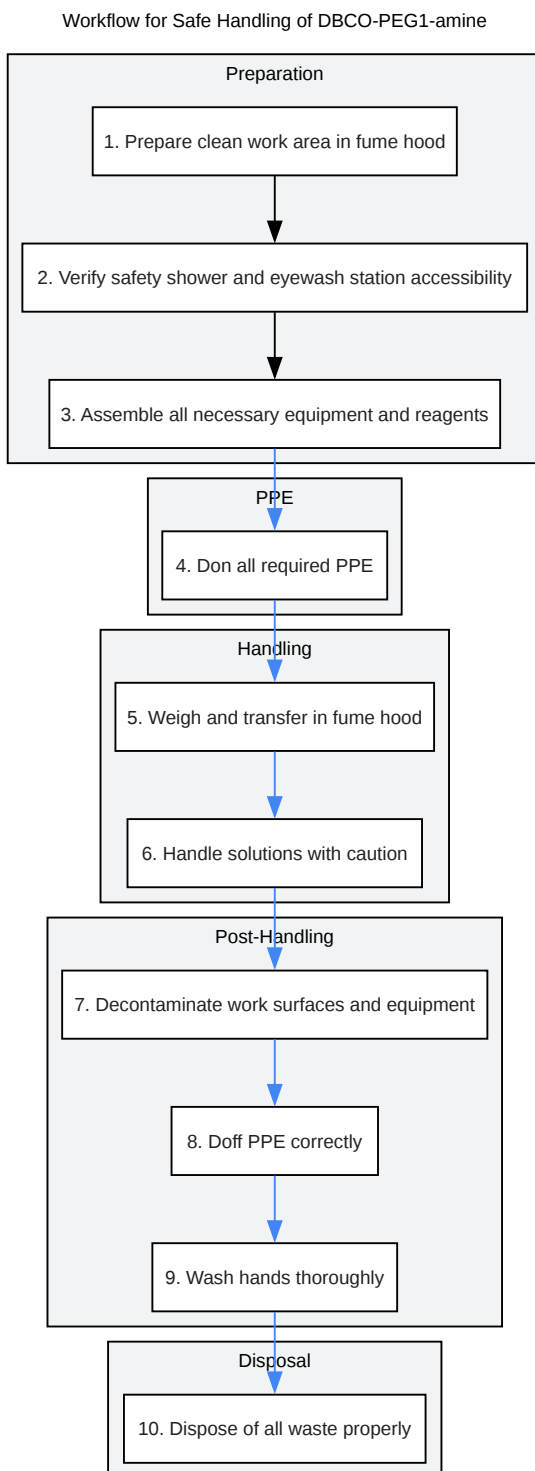 Workflow for Safe Handling of DBCO-PEG1-amine
Preparation
1. Prepare clean work area in fume hood
2. Verify safety shower and eyewash station accessibility
3. Assemble all necessary equipment and reagents
PPE
4. Don all required PPE
Handling
5. Weigh and transfer in fume hood
6. Handle solutions with caution
Post-Handling
7. Decontaminate work surfaces and equipment
8. Doff PPE correctly
9. Wash hands thoroughly
Disposal
10. Dispose of all waste properly